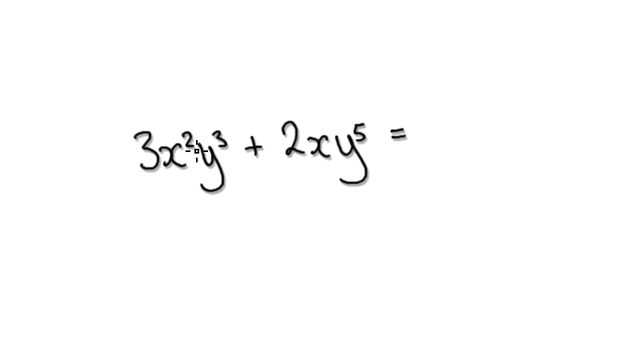 3x²y³ + 2xy⁵ =